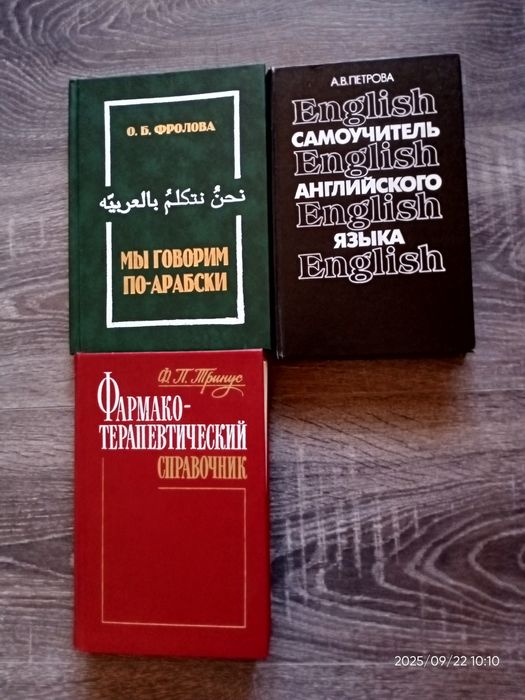 О. Б. ФРОЛОВА
نحنُ نتكلمُ بالعربيّه
МЫ ГОВОРИМ
ПО-АРАБСКИ
А.В.ПЕТРОВА
English
САМОУЧИТЕЛЬ
English
АНГЛИЙСКОГО
English
ЯЗЫКА
English
Ф. П. Тринус
ФАРМАКО-
ТЕРАПЕВТИЧЕСКИЙ
СПРАВОЧНИК
2025/09/22 10:10